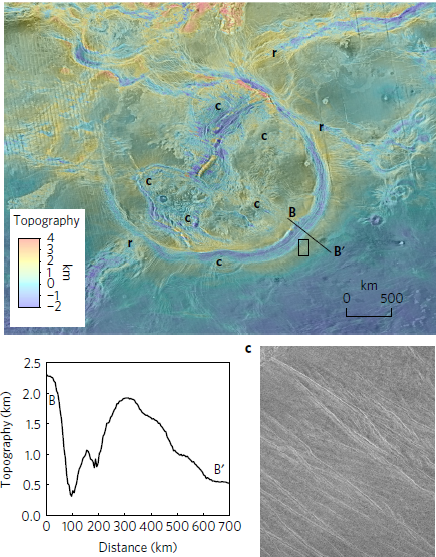 r
c
c
r
c
c
c
B
r
c
B′
Topography
4
3
2
1
0
−1
−2
km
km
0 500
c
2.5
2.0
1.5
1.0
0.5
0.0
Topography (km)
B
B′
0 100 200 300 400 500 600 700
Distance (km)